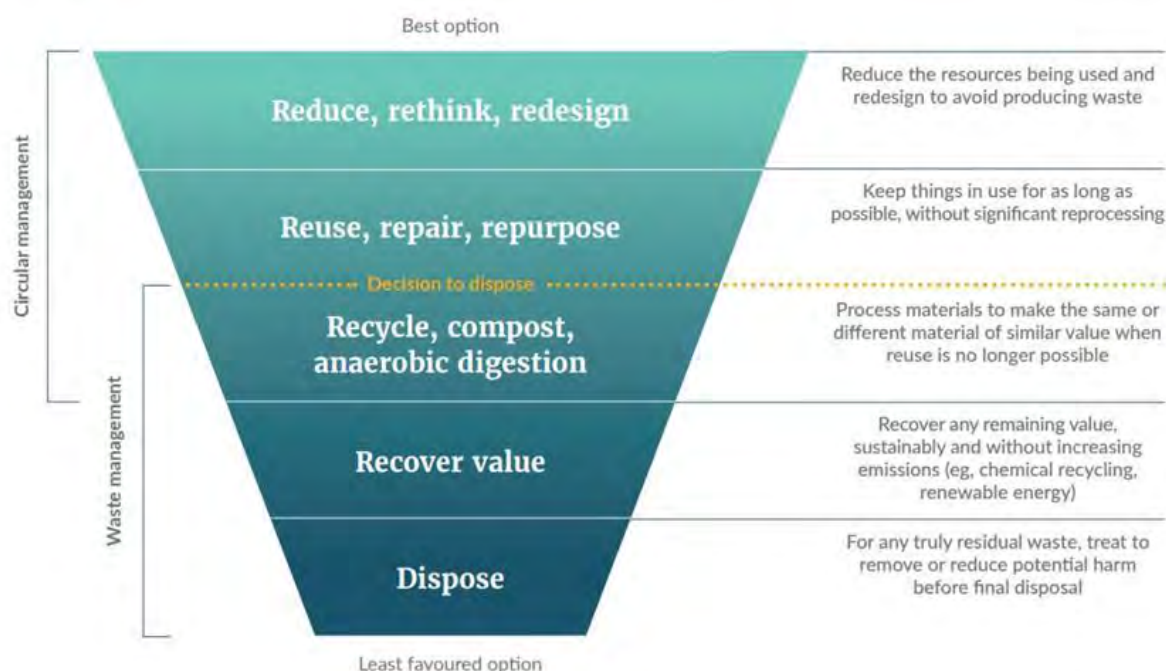 Best option
Circular management
Reduce, rethink, redesign
Reduce the resources being used and
redesign to avoid producing waste
Reuse, repair, repurpose
Keep things in use for as long as
possible, without significant reprocessing
Decision to dispose
Waste management
Recycle, compost,
anaerobic digestion
Process materials to make the same or
different material of similar value when
reuse is no longer possible
Recover value
Recover any remaining value,
sustainably and without increasing
emissions (eg, chemical recycling,
renewable energy)
Dispose
For any truly residual waste, treat to
remove or reduce potential harm
before final disposal
Least favoured option